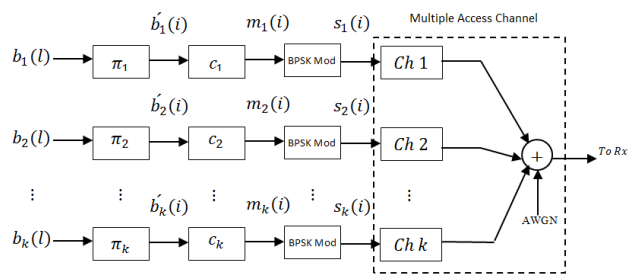 Multiple Access Channel
b₁(l) π₁ b́₁(i) c₁ m₁(i) BPSK Mod s₁(i) Ch 1
b₂(l) π₂ b́₂(i) c₂ m₂(i) BPSK Mod s₂(i) Ch 2
+ To Rx
⋮ ⋮ ⋮ ⋮ ⋮
AWGN
bₖ(l) πₖ b́ₖ(i) cₖ mₖ(i) BPSK Mod sₖ(i) Ch k